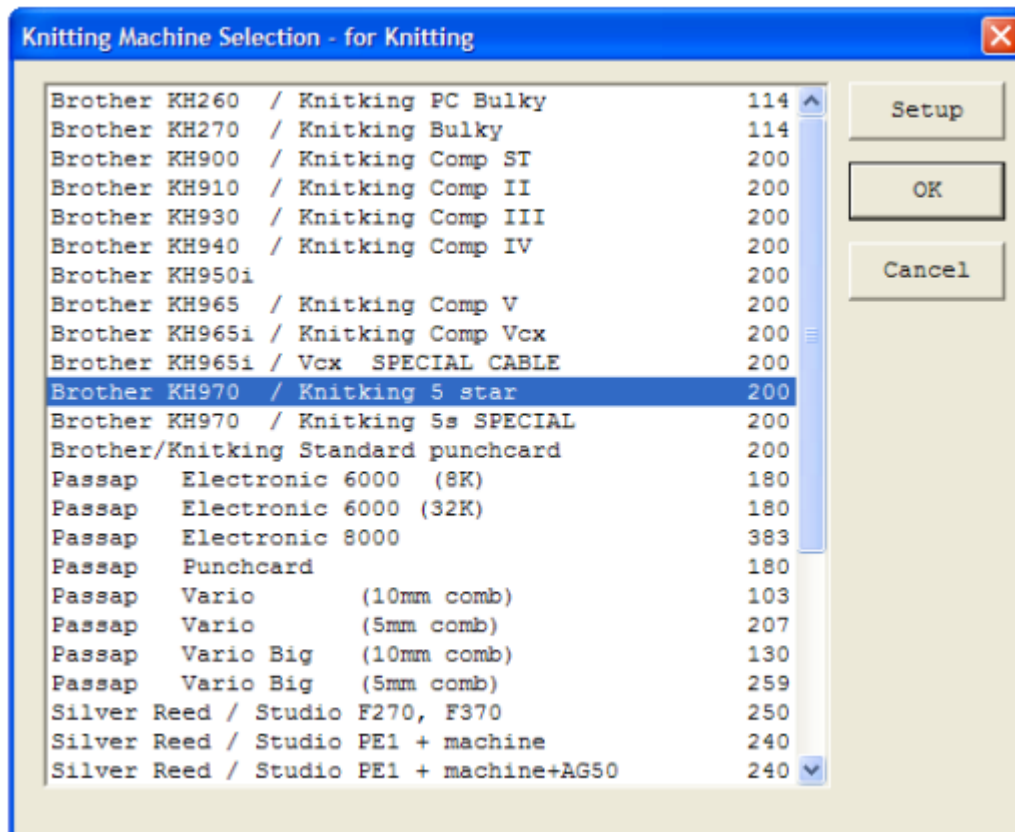 Knitting Machine Selection - for Knitting
Brother KH260 / Knitking PC Bulky 114
Brother KH270 / Knitking Bulky 114
Brother KH900 / Knitking Comp ST 200
Brother KH910 / Knitking Comp II 200
Brother KH930 / Knitking Comp III 200
Brother KH940 / Knitking Comp IV 200
Brother KH950i 200
Brother KH965 / Knitking Comp V 200
Brother KH965i / Knitking Comp Vcx 200
Brother KH965i / Vcx SPECIAL CABLE 200
Brother KH970 / Knitking 5 star 200
Brother KH970 / Knitking 5s SPECIAL 200
Brother/Knitking Standard punchcard 200
Passap Electronic 6000 (8K) 180
Passap Electronic 6000 (32K) 180
Passap Electronic 8000 383
Passap Punchcard 180
Passap Vario (10mm comb) 103
Passap Vario (5mm comb) 207
Passap Vario Big (10mm comb) 130
Passap Vario Big (5mm comb) 259
Silver Reed / Studio F270, F370 250
Silver Reed / Studio PE1 + machine 240
Silver Reed / Studio PE1 + machine+AG50 240
Setup
OK
Cancel